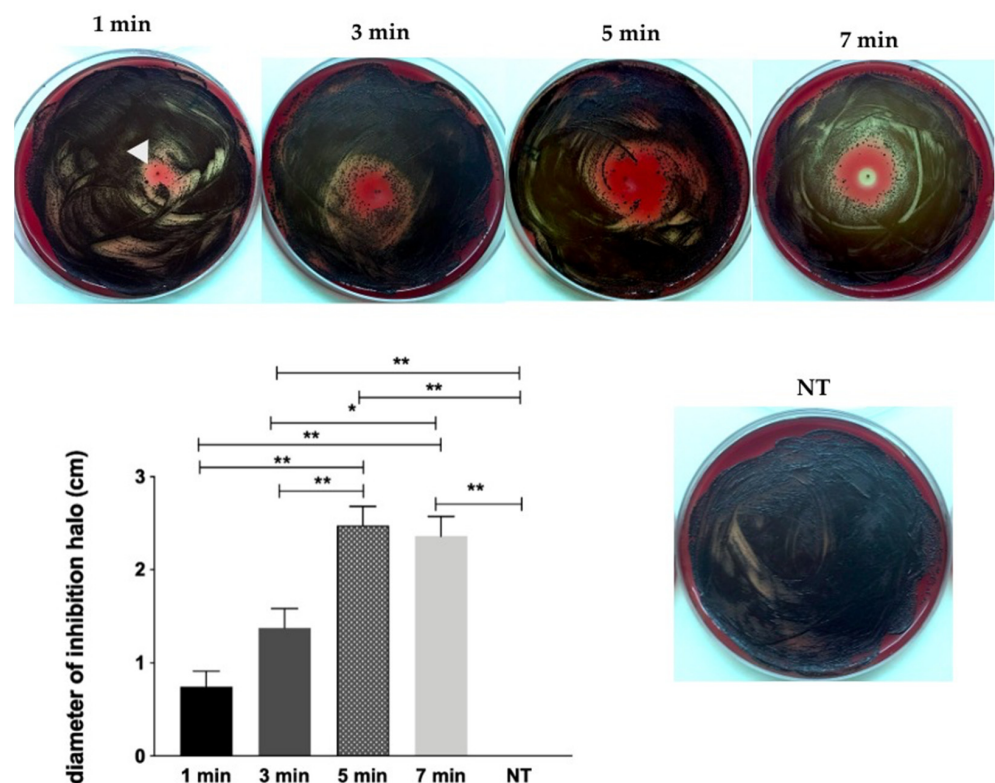 1 min
3 min
5 min
7 min
**
**
*
**
**
**
**
NT
diameter of inhibition halo (cm)
3
2
1
0
1 min
3 min
5 min
7 min
NT